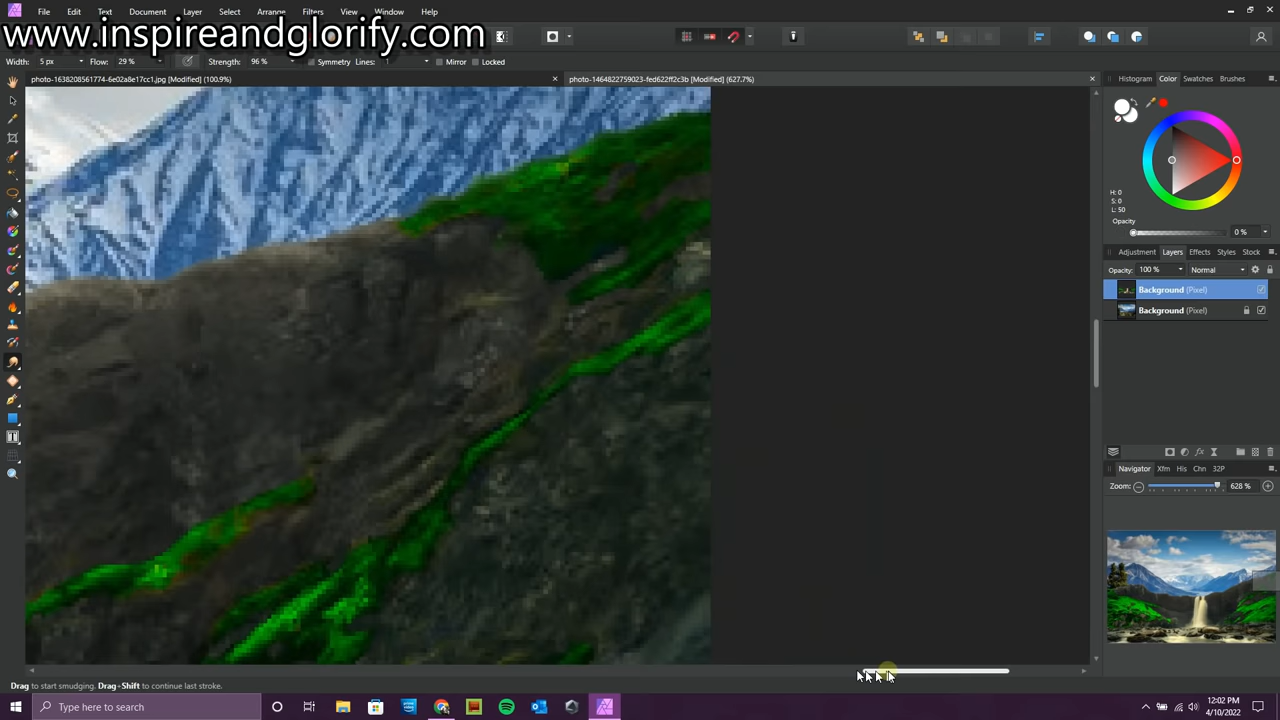 File Edit Text Document Layer Select Arrange Filters View Window Help
www.inspireandglorify.com
Width: 5 px Flow: 29 % Strength: 96 % Symmetry Lines: 1 Mirror Locked
photo-1638208561774-6e02a8e17cc1.jpg [Modified] (100.9%)
photo-1464822759023-fed622ff2c3b [Modified] (627.7%)
Histogram Color Swatches Brushes
H: 0
S: 0
L: 50
Opacity
0 %
Adjustment Layers Effects Styles Stock
Opacity: 100 % Normal
Background (Pixel)
Background (Pixel)
Navigator Xfm His Chn 32P
Zoom: 628 %
Drag to start smudging. Drag-Shift to continue last stroke.
Type here to search
12:02 PM
4/10/2022